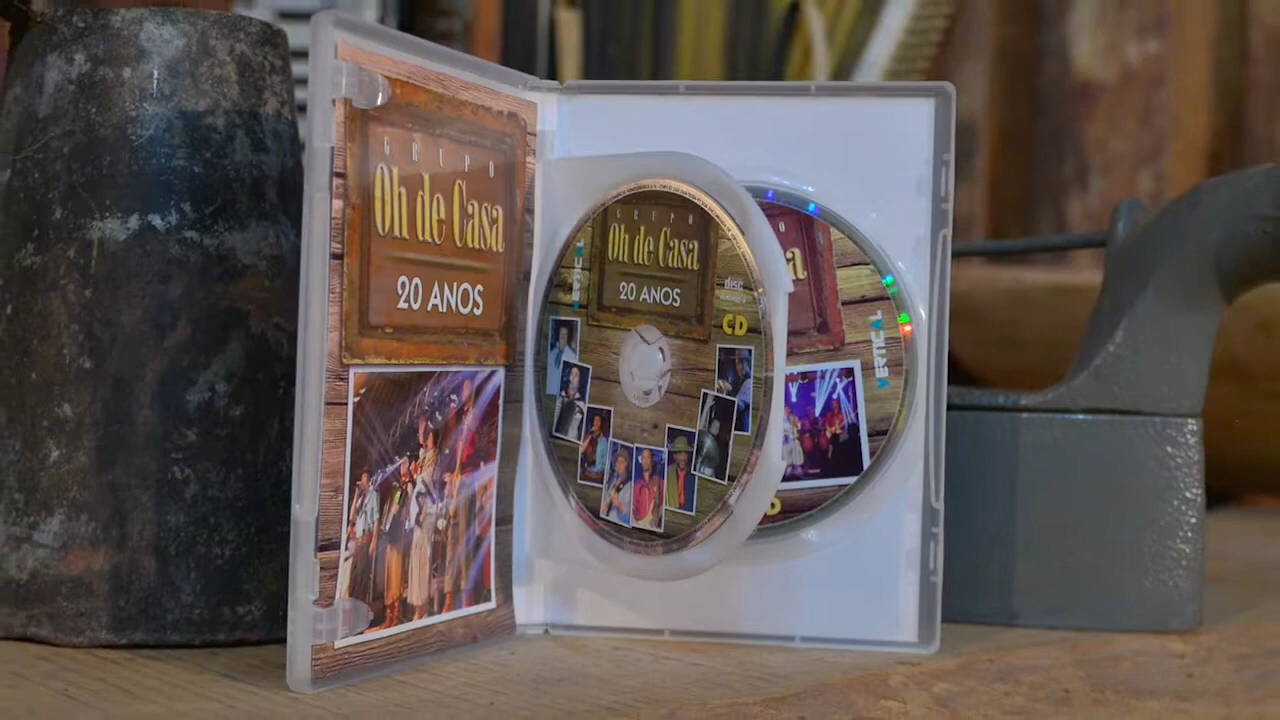 GRUPO
Oh de Casa
20 ANOS
GRUPO
Oh de Casa
20 ANOS
VERTICAL
disc
CD
a
VERTICAL